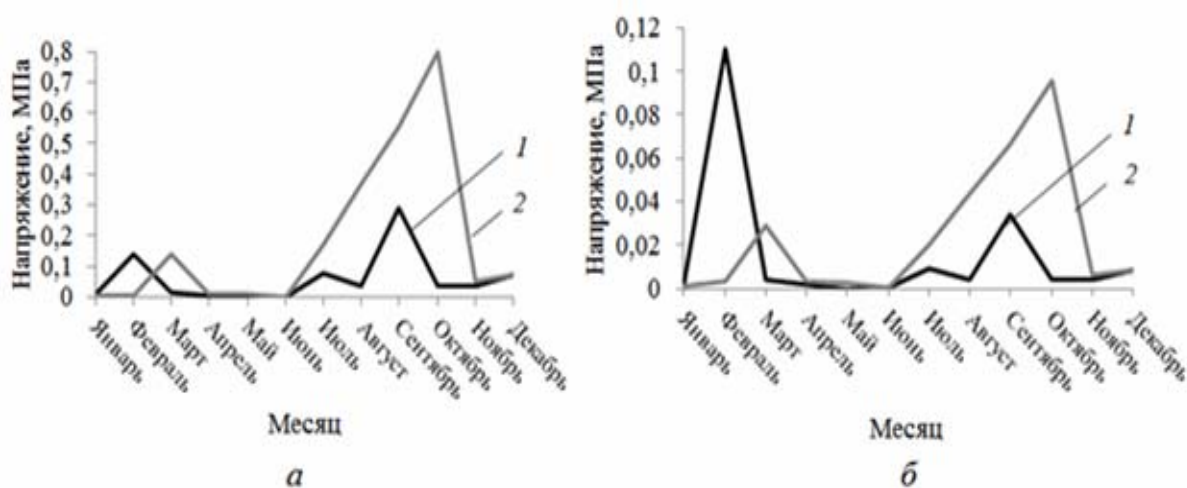 Напряжение, МПа
0,8
0,7
0,6
0,5
0,4
0,3
0,2
0,1
0
1
2
Январь
Февраль
Март
Апрель
Май
Июнь
Июль
Август
Сентябрь
Октябрь
Ноябрь
Декабрь
Месяц
а
Напряжение, МПа
0,12
0,1
0,08
0,06
0,04
0,02
0
1
2
Январь
Февраль
Март
Апрель
Май
Июнь
Июль
Август
Сентябрь
Октябрь
Ноябрь
Декабрь
Месяц
б